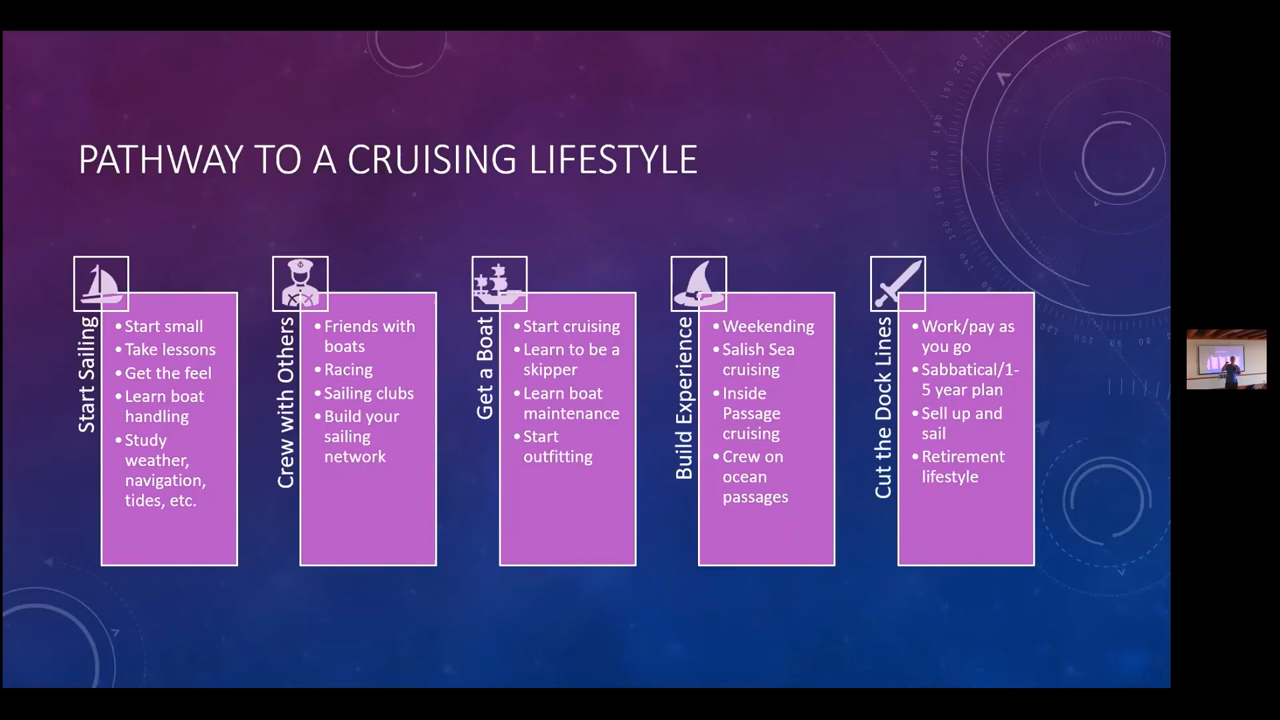 PATHWAY TO A CRUISING LIFESTYLE
Start Sailing
• Start small
• Take lessons
• Get the feel
• Learn boat
handling
• Study
weather,
navigation,
tides, etc.
Crew with Others
• Friends with
boats
• Racing
• Sailing clubs
• Build your
sailing
network
Get a Boat
• Start cruising
• Learn to be a
skipper
• Learn boat
maintenance
• Start
outfitting
Build Experience
• Weekending
• Salish Sea
cruising
• Inside
Passage
cruising
• Crew on
ocean
passages
Cut the Dock Lines
• Work/pay as
you go
• Sabbatical/1-
5 year plan
• Sell up and
sail
• Retirement
lifestyle